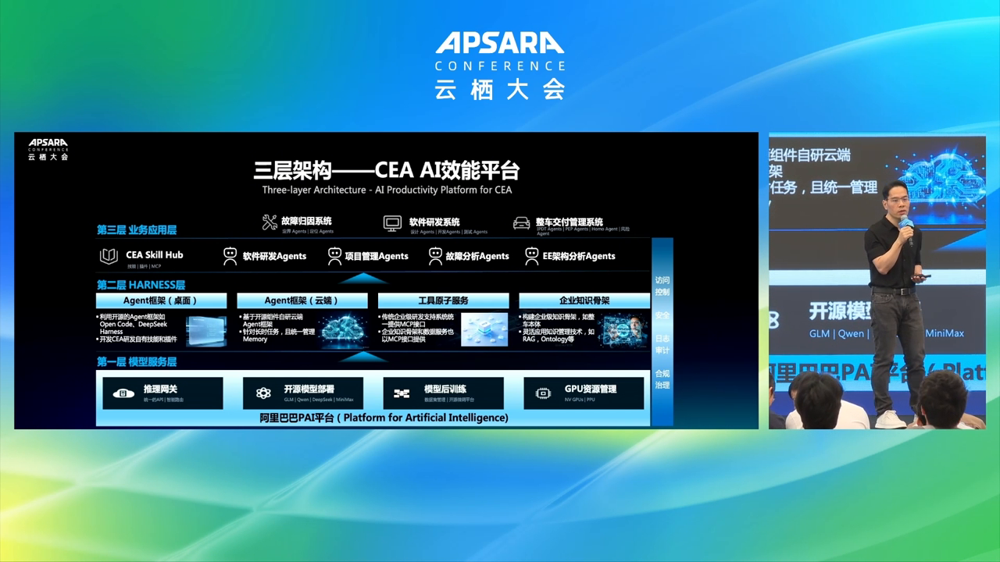 APSARA
CONFERENCE
云栖大会
APSARA
CONFERENCE
云栖大会
三层架构——CEA AI效能平台
Three-layer Architecture - AI Productivity Platform for CEA
第三层 业务应用层
故障归因系统
定界 Agents | 定位 Agents
软件研发系统
设计 Agents | 开发Agents | 测试 Agents
整车交付管理系统
IPDT Agents | PEP Agents | Homo Agent | 风险
Agent
CEA Skill Hub
技能 | 插件 | MCP
软件研发Agents
项目管理Agents
故障分析Agents
EE架构分析Agents
第二层 HARNESS层
Agent框架（桌面）
▪ 利用开源的Agent框架如
Open Code、DeepSeek
Harness
▪ 开发CEA研发自有技能和插件
Agent框架（云端）
▪ 基于开源组件自研云端
Agent框架
▪ 针对长时任务，且统一管理
Memory
工具原子服务
▪ 传统企业级研发支持系统统
一提供MCP接口
▪ 企业知识骨架和数据服务也
以MCP接口提供
企业知识骨架
▪ 构建企业级知识骨架，如整
车本体
▪ 灵活应用知识管理技术，如
RAG，Ontology等
第一层 模型服务层
推理网关
统一的API | 智能路由
开源模型部署
GLM | Qwen | DeepSeek | MiniMax
模型后训练
数据集管理 | 开源微调平台
GPU资源管理
NV GPUs | PPU
阿里巴巴PAI平台（Platform for Artificial Intelligence)
访问
控制
安全
日志
审计
合规
治理
组件自研云端
架
任务，且统一管理
开源模型
GLM | Qwen |
MiniMax
阿里巴巴PAI平台（Platf